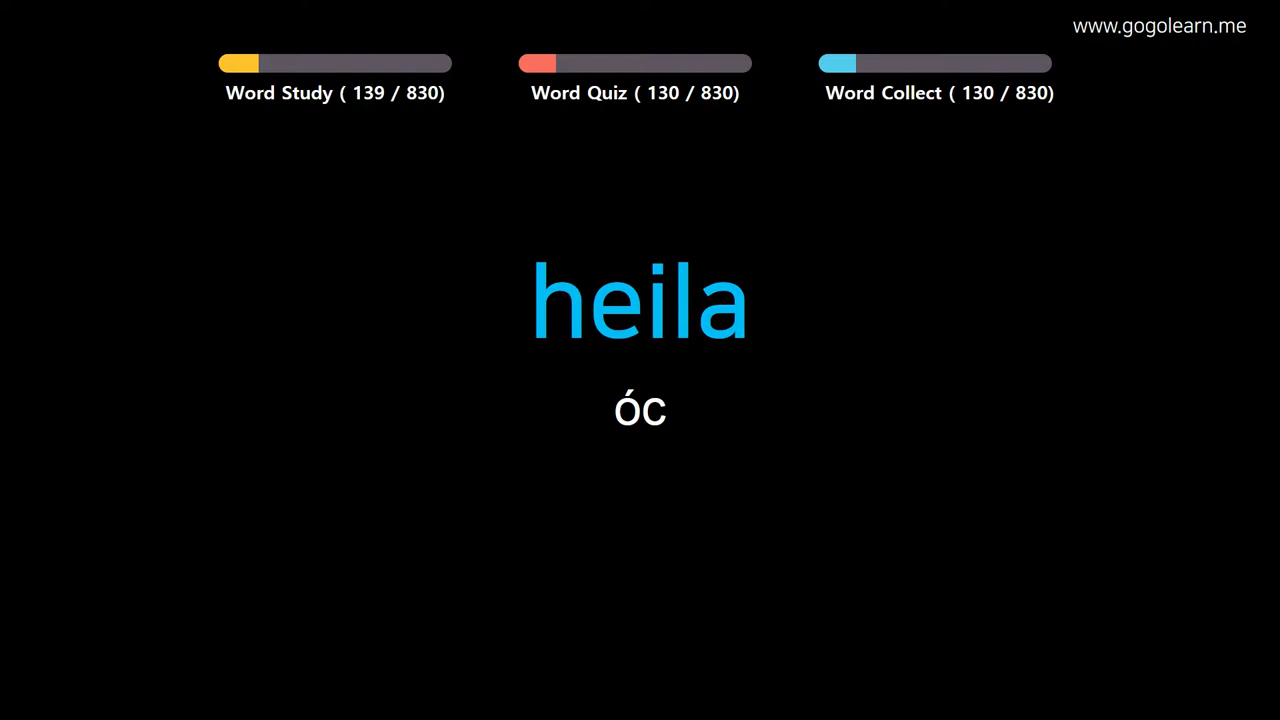 www.gogolearn.me
Word Study ( 139 / 830)
Word Quiz ( 130 / 830)
Word Collect ( 130 / 830)
heila
óc